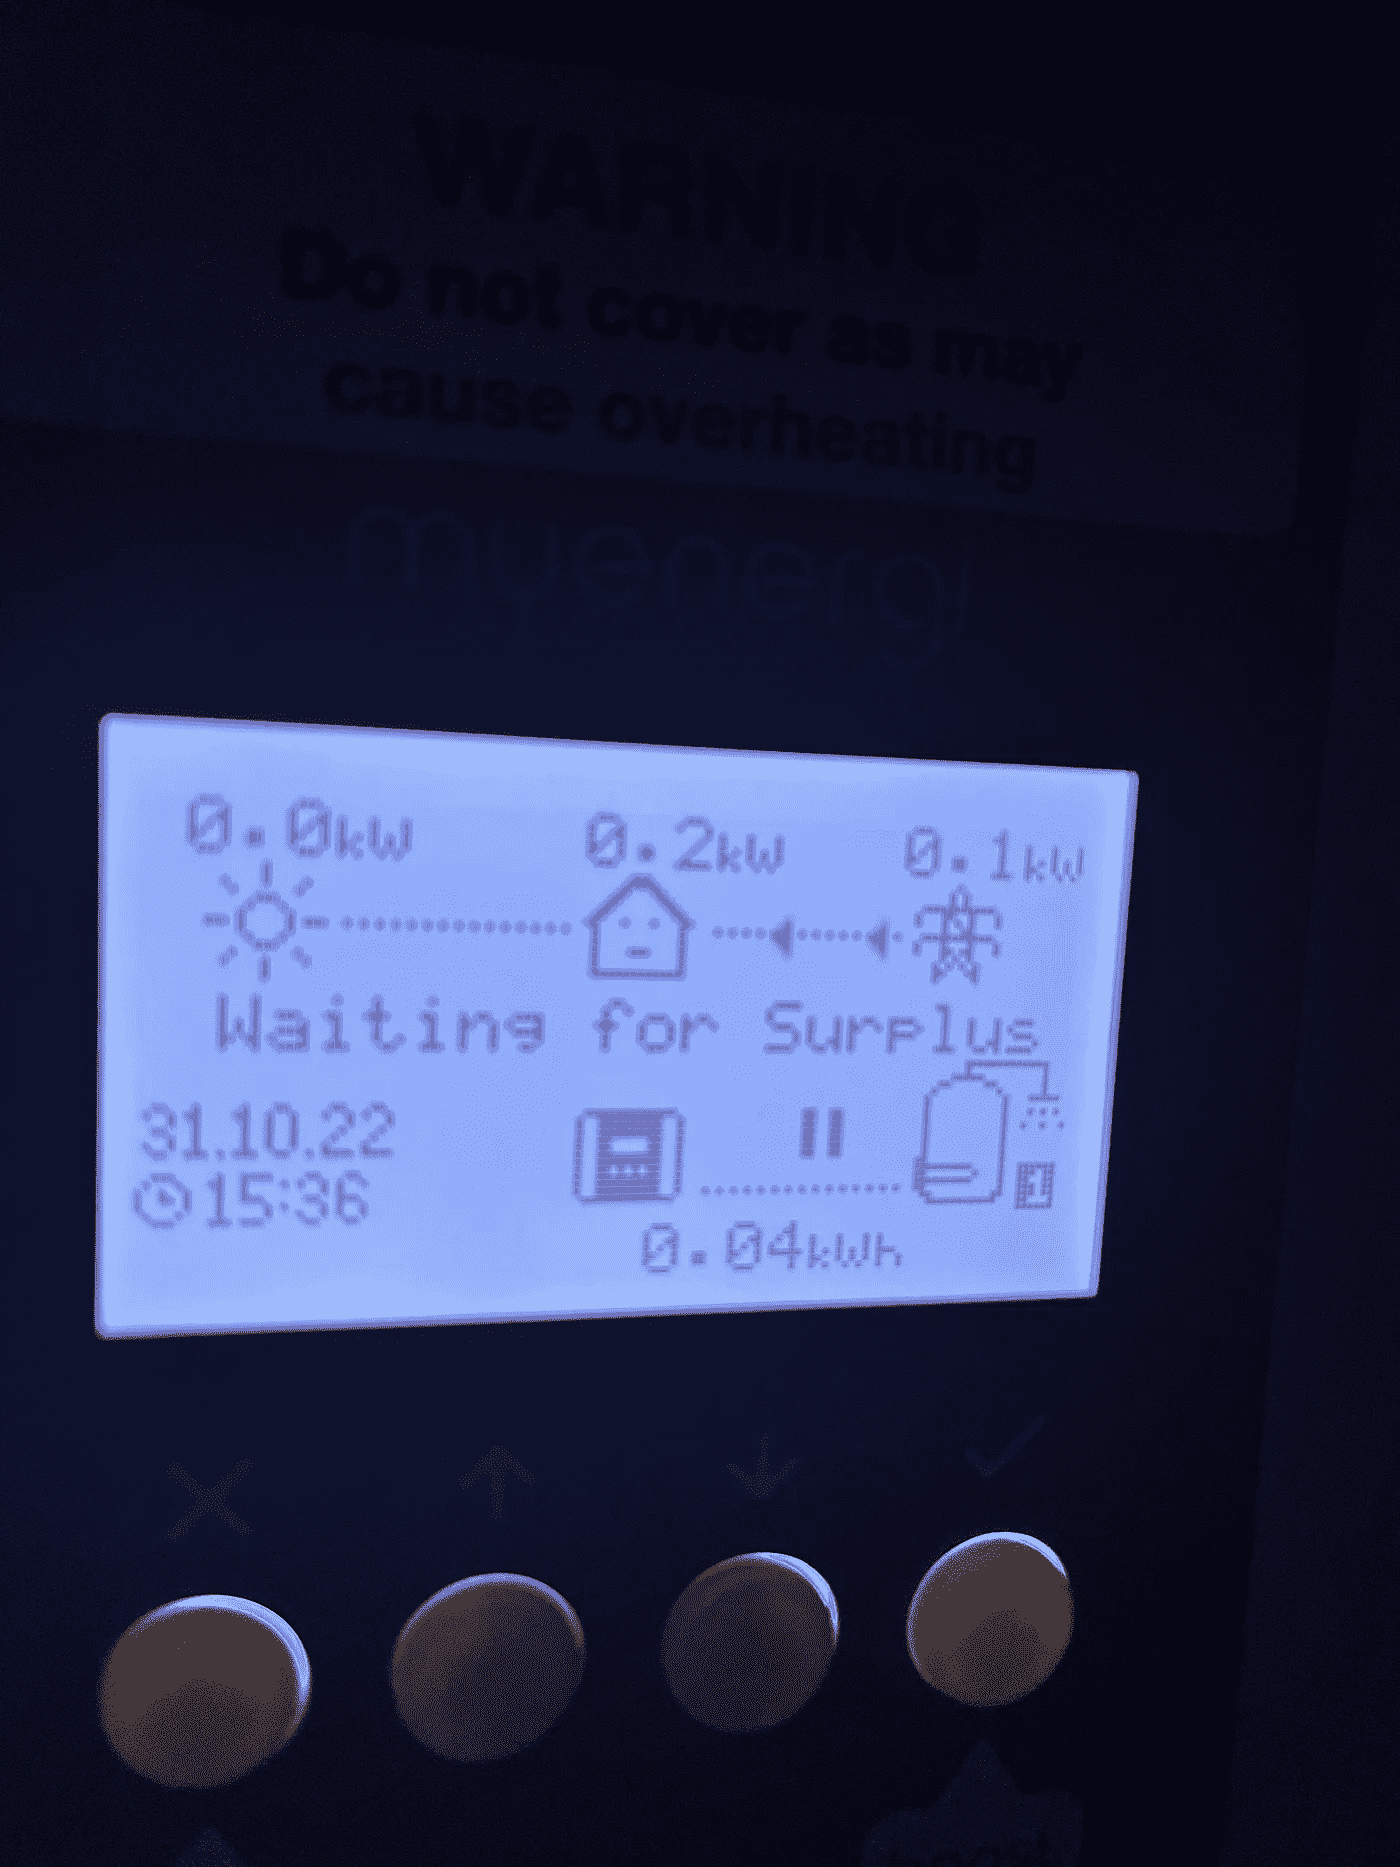 WARNING
Do not cover as may
cause overheating
myenergi
0.0kW 0.2kW 0.1kW
Waiting for Surplus
31.10.22
15:36
1
0.04kWh